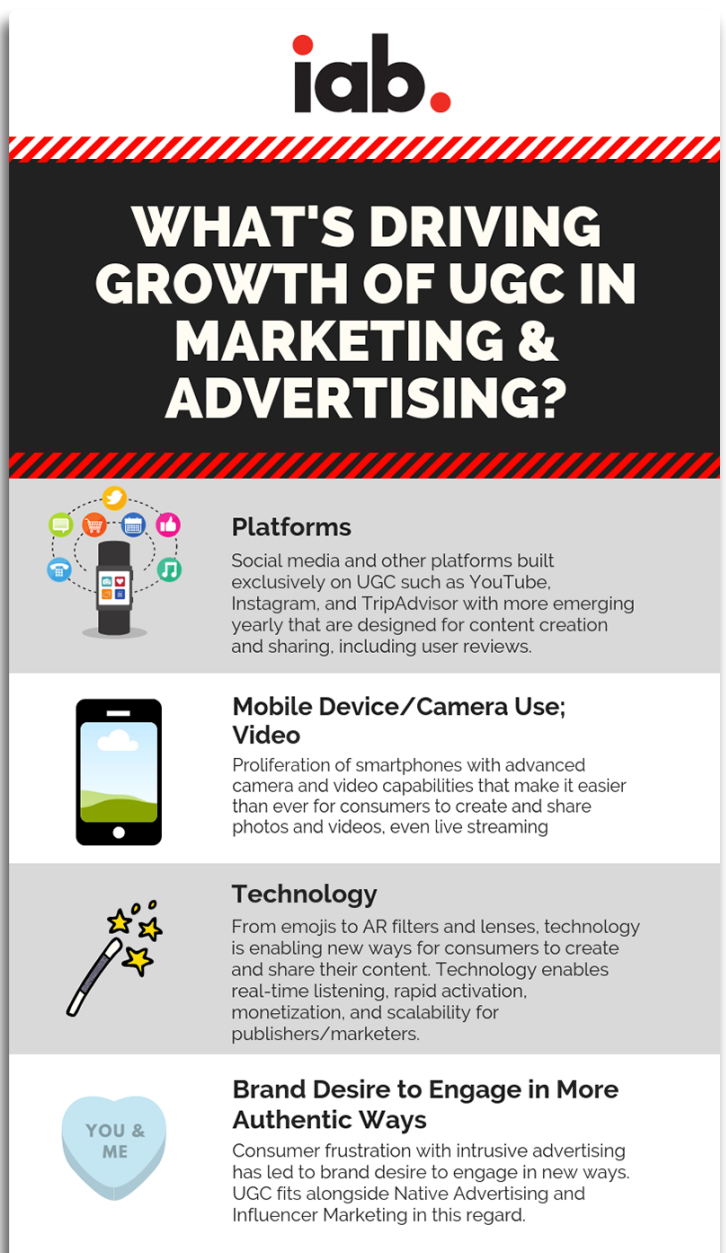 iab.
WHAT'S DRIVING
GROWTH OF UGC IN
MARKETING &
ADVERTISING?
Platforms
Social media and other platforms built
exclusively on UGC such as YouTube,
Instagram, and TripAdvisor with more emerging
yearly that are designed for content creation
and sharing, including user reviews.
Mobile Device/Camera Use;
Video
Proliferation of smartphones with advanced
camera and video capabilities that make it easier
than ever for consumers to create and share
photos and videos, even live streaming
Technology
From emojis to AR filters and lenses, technology
is enabling new ways for consumers to create
and share their content. Technology enables
real-time listening, rapid activation,
monetization, and scalability for
publishers/marketers.
YOU &
ME
Brand Desire to Engage in More
Authentic Ways
Consumer frustration with intrusive advertising
has led to brand desire to engage in new ways.
UGC fits alongside Native Advertising and
Influencer Marketing in this regard.